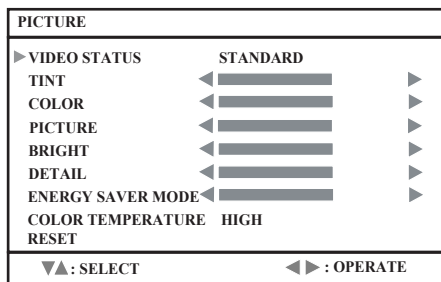 PICTURE
VIDEO STATUS STANDARD
TINT
COLOR
PICTURE
BRIGHT
DETAIL
ENERGY SAVER MODE
COLOR TEMPERATURE HIGH
RESET
: SELECT : OPERATE